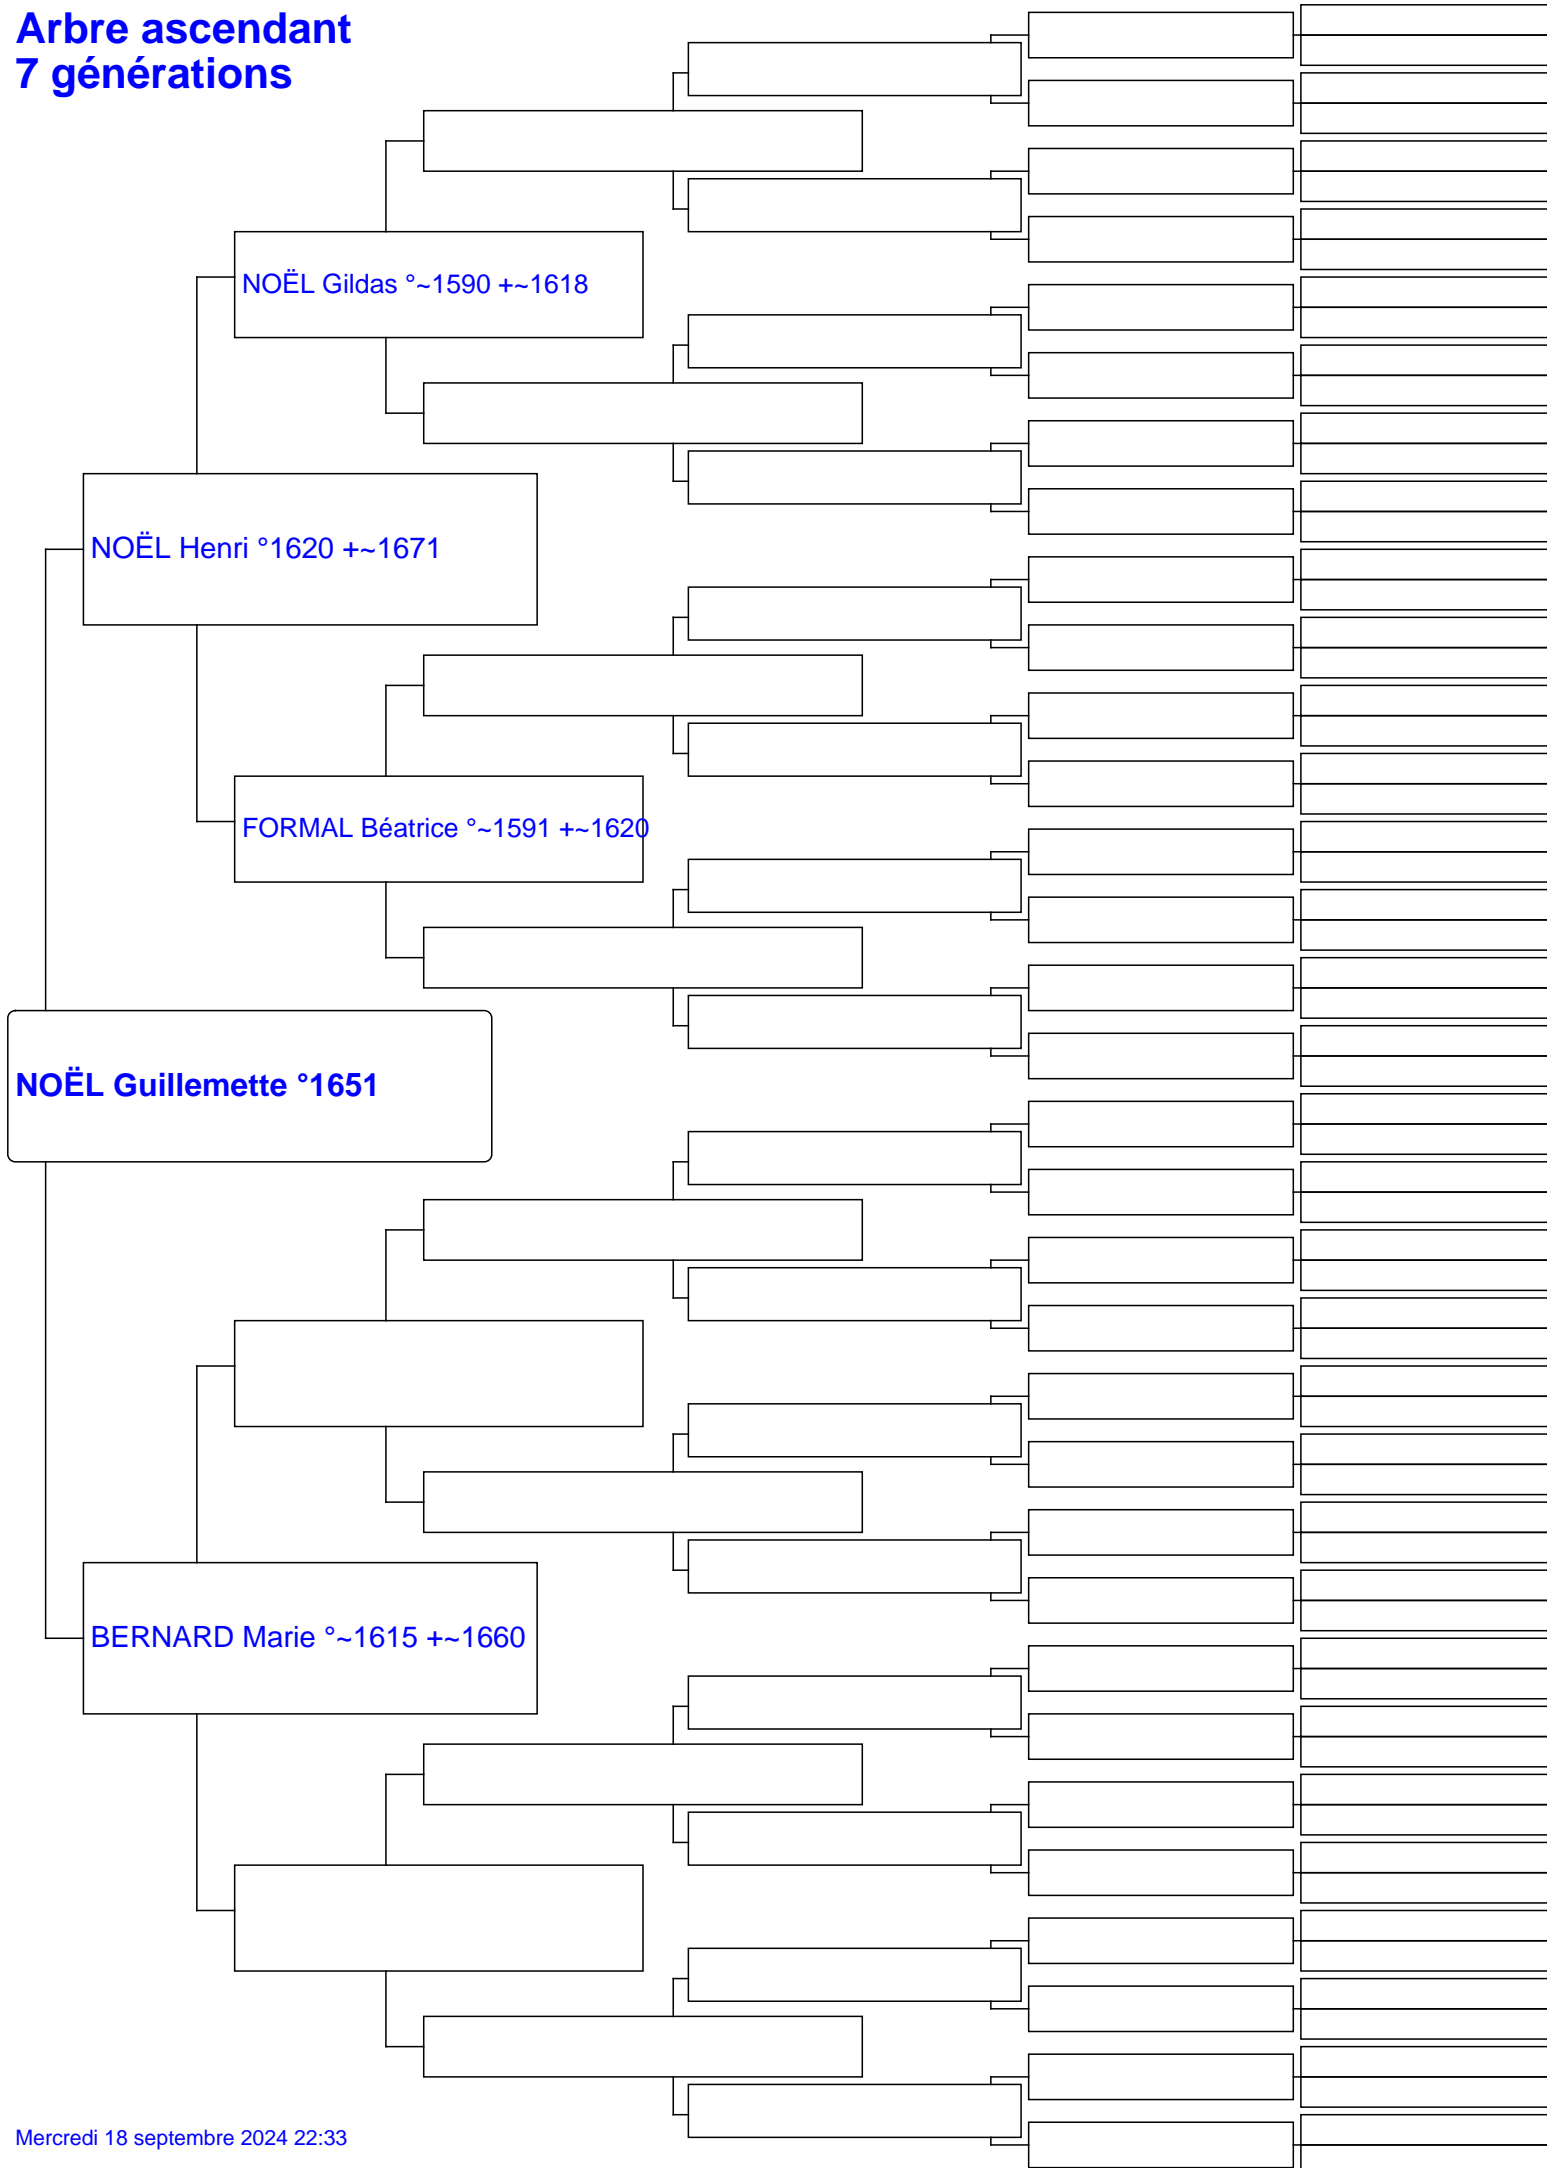 Arbre ascendant
7 générations
NOËL Gildas °~1590 +~1618
NOËL Henri °1620 +~1671
FORMAL Béatrice °~1591 +~1620
NOËL Guillemette °1651
BERNARD Marie °~1615 +~1660
Mercredi 18 septembre 2024 22:33